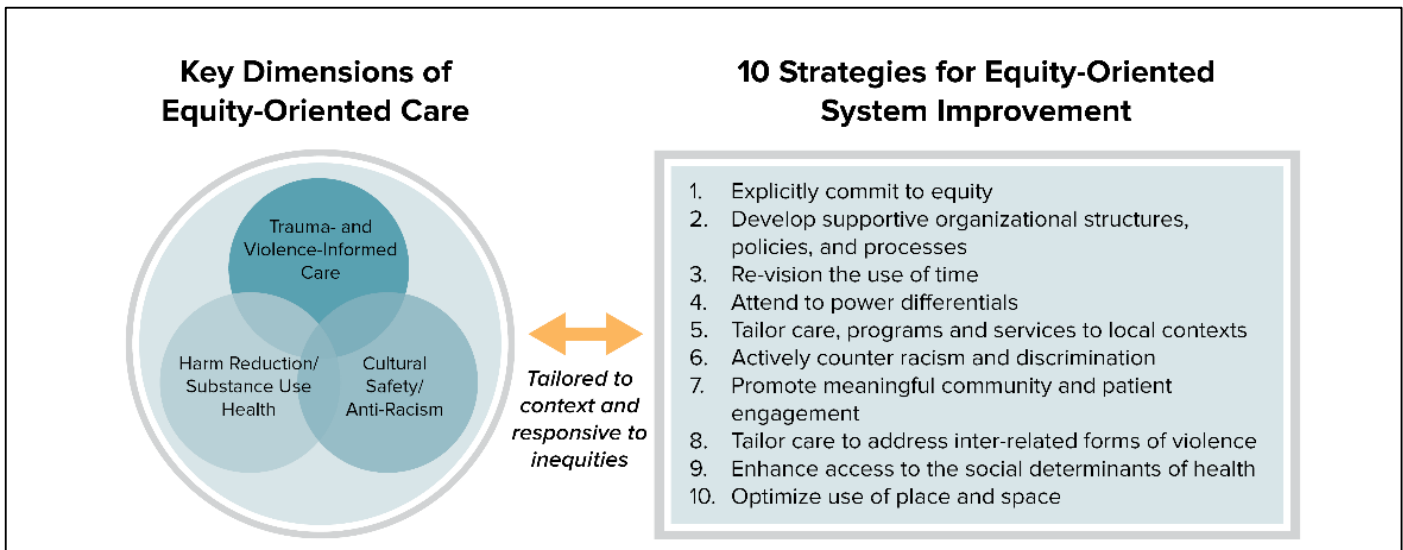 Key Dimensions of
Equity-Oriented Care
Trauma- and
Violence-Informed
Care
Harm Reduction/
Substance Use
Health
Cultural
Safety/
Anti-Racism
Tailored to
context and
responsive to
inequities
10 Strategies for Equity-Oriented
System Improvement
1. Explicitly commit to equity
2. Develop supportive organizational structures,
policies, and processes
3. Re-vision the use of time
4. Attend to power differentials
5. Tailor care, programs and services to local contexts
6. Actively counter racism and discrimination
7. Promote meaningful community and patient
engagement
8. Tailor care to address inter-related forms of violence
9. Enhance access to the social determinants of health
10. Optimize use of place and space